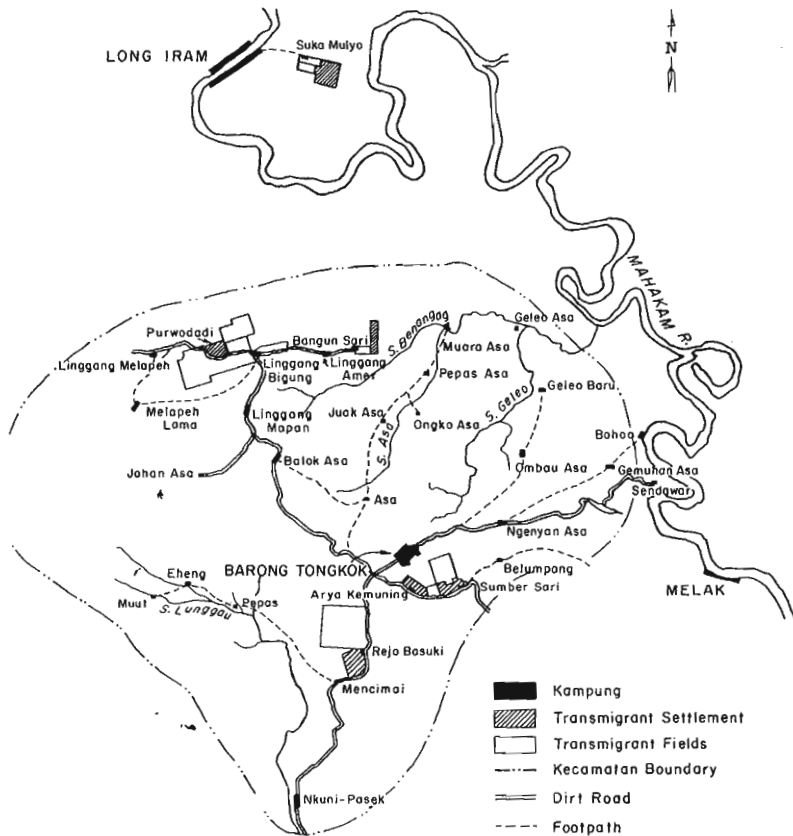 Suka Mulyo
LONG IRAM
N
MAHAKAM R.
Purwodadi
Bangun Sari
S. Benangag
Geleo Asa
Muara Asa
Linggang Melapeh
Linggang
Bigung
Linggang
Amer
Pepas Asa
Geleo Baru
Melapeh
Lama
Linggang
Mapan
Juak Asa
Ongko Asa
S. Geleo
S. Asa
Bohoq
Balok Asa
Ombau Asa
Gemuhan Asa
Johan Asa
Asa
Sendawar
Ngenyan Asa
Eheng
BARONG TONGKOK
Belumpong
MELAK
Muut
S. Lunggau
Pepas
Arya Kemuning
Sumber Sari
Rejo Basuki
Mencimai
Nkuni-Pasek
Kampung
Transmigrant Settlement
Transmigrant Fields
Kecamatan Boundary
Dirt Road
Footpath